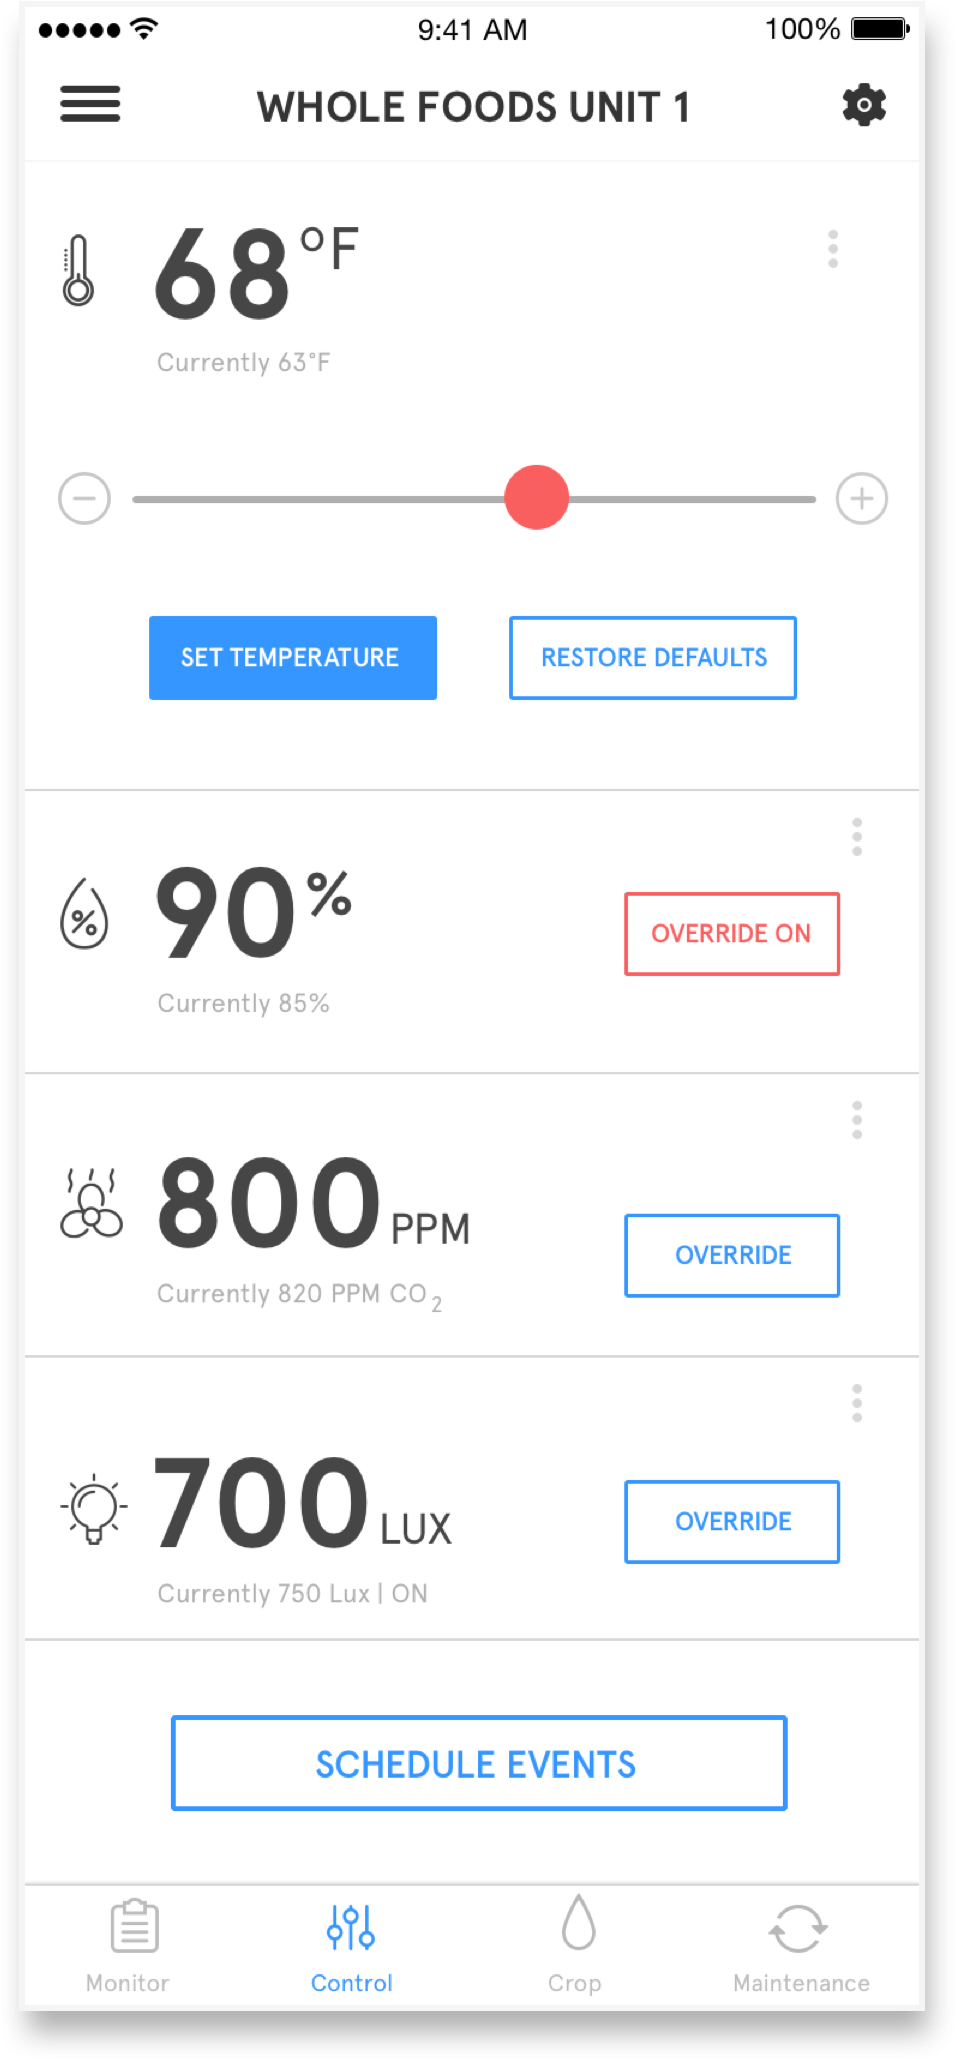 9:41 AM 100%
WHOLE FOODS UNIT 1
68°F
Currently 63°F
SET TEMPERATURE RESTORE DEFAULTS
90%
OVERRIDE ON
Currently 85%
800 PPM
OVERRIDE
Currently 820 PPM CO₂
700 LUX
OVERRIDE
Currently 750 Lux | ON
SCHEDULE EVENTS
Monitor Control Crop Maintenance